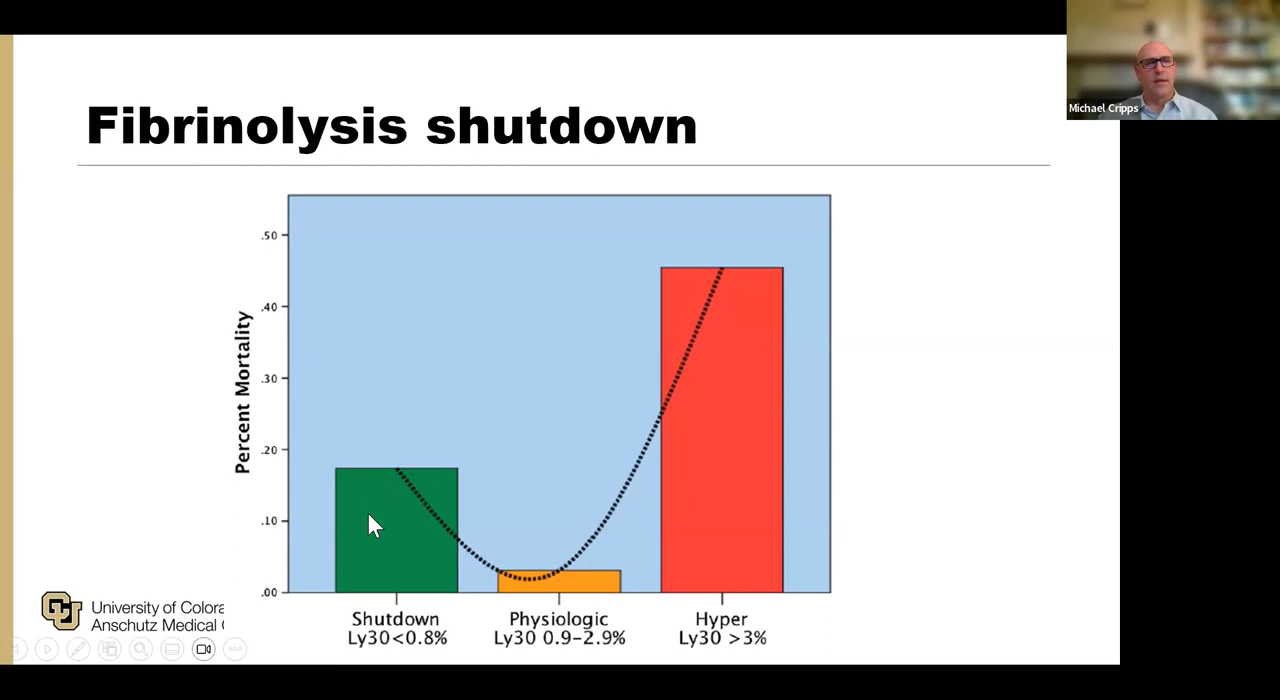 Michael Cripps
Fibrinolysis shutdown
Percent Mortality
.50
.40
.30
.20
.10
.00
Shutdown
Ly30<0.8%
Physiologic
Ly30 0.9-2.9%
Hyper
Ly30 >3%
CU
University of Colora
Anschutz Medical